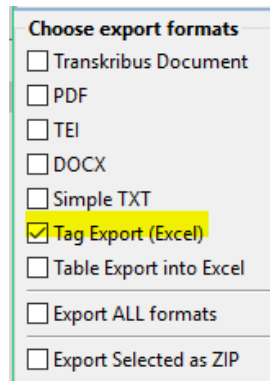 Choose export formats
Transkribus Document
PDF
TEI
DOCX
Simple TXT
Tag Export (Excel)
Table Export into Excel
Export ALL formats
Export Selected as ZIP